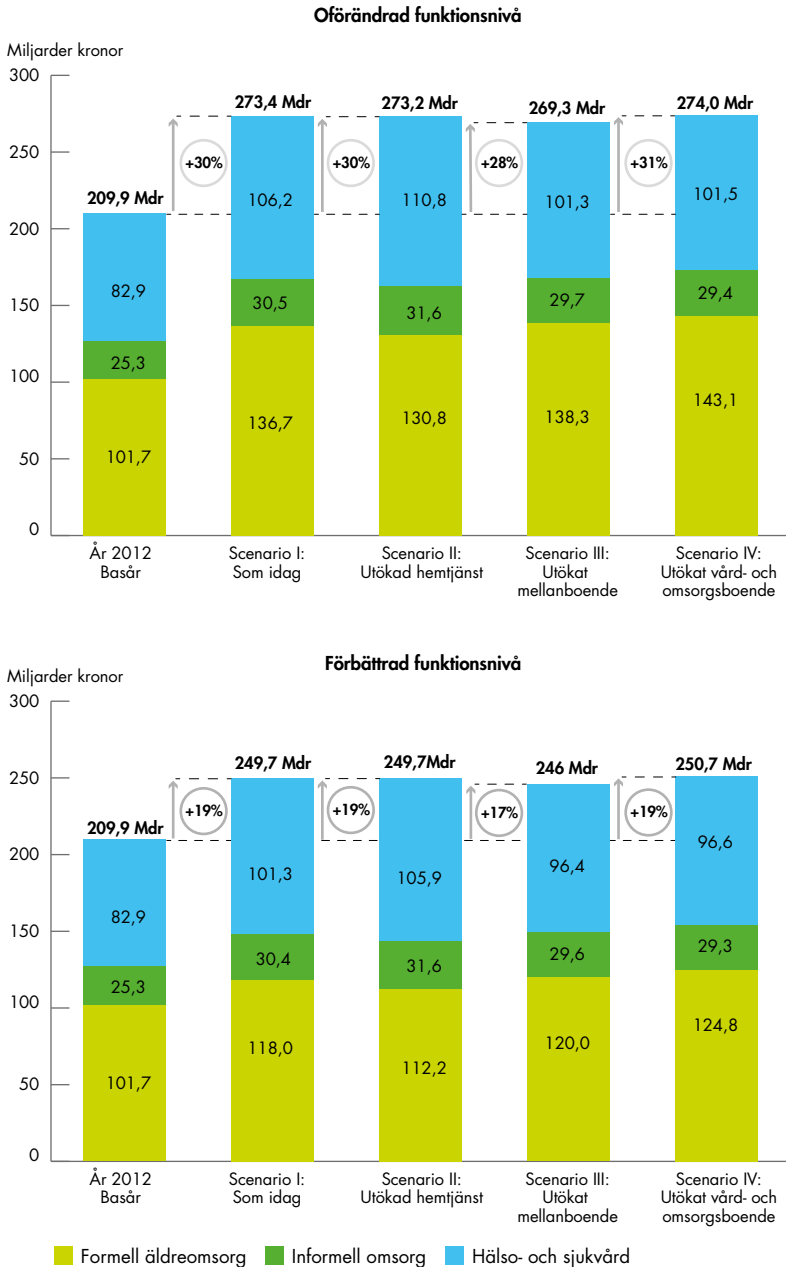 Oförändrad funktionsnivå
Miljarder kronor
300
250
200
150
100
50
0
209,9 Mdr
273,4 Mdr
273,2 Mdr
269,3 Mdr
274,0 Mdr
+30%
+30%
+28%
+31%
82,9
106,2
110,8
101,3
101,5
25,3
30,5
31,6
29,7
29,4
101,7
136,7
130,8
138,3
143,1
År 2012
Basår
Scenario I:
Som idag
Scenario II:
Utökad hemtjänst
Scenario III:
Utökat
mellanboende
Scenario IV:
Utökat vård- och
omsorgsboende
Förbättrad funktionsnivå
Miljarder kronor
300
250
200
150
100
50
0
209,9 Mdr
249,7 Mdr
249,7Mdr
246 Mdr
250,7 Mdr
+19%
+19%
+17%
+19%
82,9
101,3
105,9
96,4
96,6
25,3
30,4
31,6
29,6
29,3
101,7
118,0
112,2
120,0
124,8
År 2012
Basår
Scenario I:
Som idag
Scenario II:
Utökad hemtjänst
Scenario III:
Utökat
mellanboende
Scenario IV:
Utökat vård- och
omsorgsboende
Formell äldreomsorg
Informell omsorg
Hälso- och sjukvård